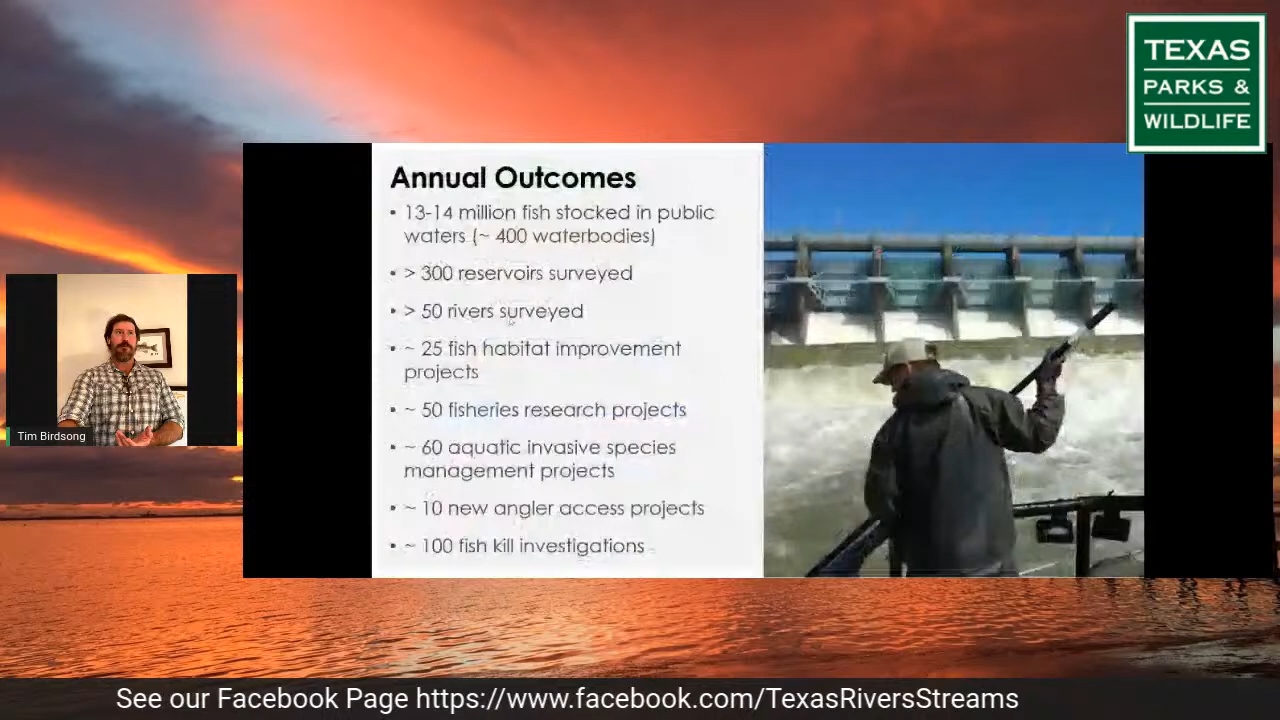 TEXAS
PARKS &
WILDLIFE
Annual Outcomes
• 13-14 million fish stocked in public
waters (~ 400 waterbodies)
• > 300 reservoirs surveyed
• > 50 rivers surveyed
• ~ 25 fish habitat improvement
projects
• ~ 50 fisheries research projects
• ~ 60 aquatic invasive species
management projects
• ~ 10 new angler access projects
• ~ 100 fish kill investigations
Tim Birdsong
See our Facebook Page https://www.facebook.com/TexasRiversStreams